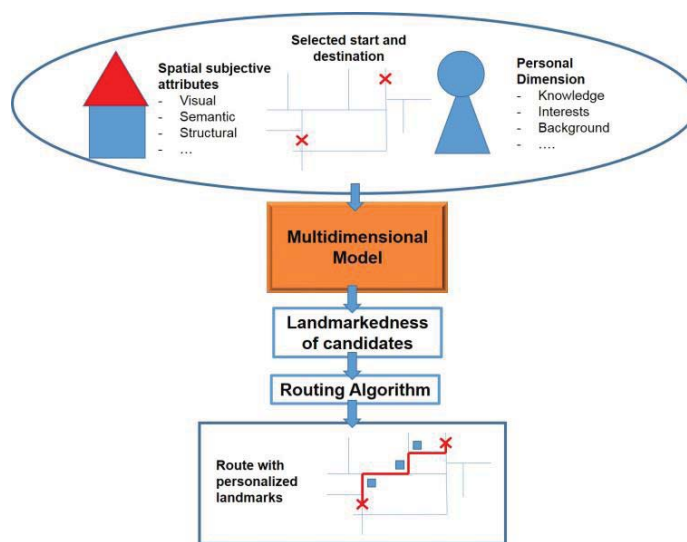 Selected start and
destination
Spatial subjective
attributes
- Visual
- Semantic
- Structural
- ...
Personal
Dimension
- Knowledge
- Interests
- Background
- ....
Multidimensional
Model
Landmarkedness
of candidates
Routing Algorithm
Route with
personalized
landmarks